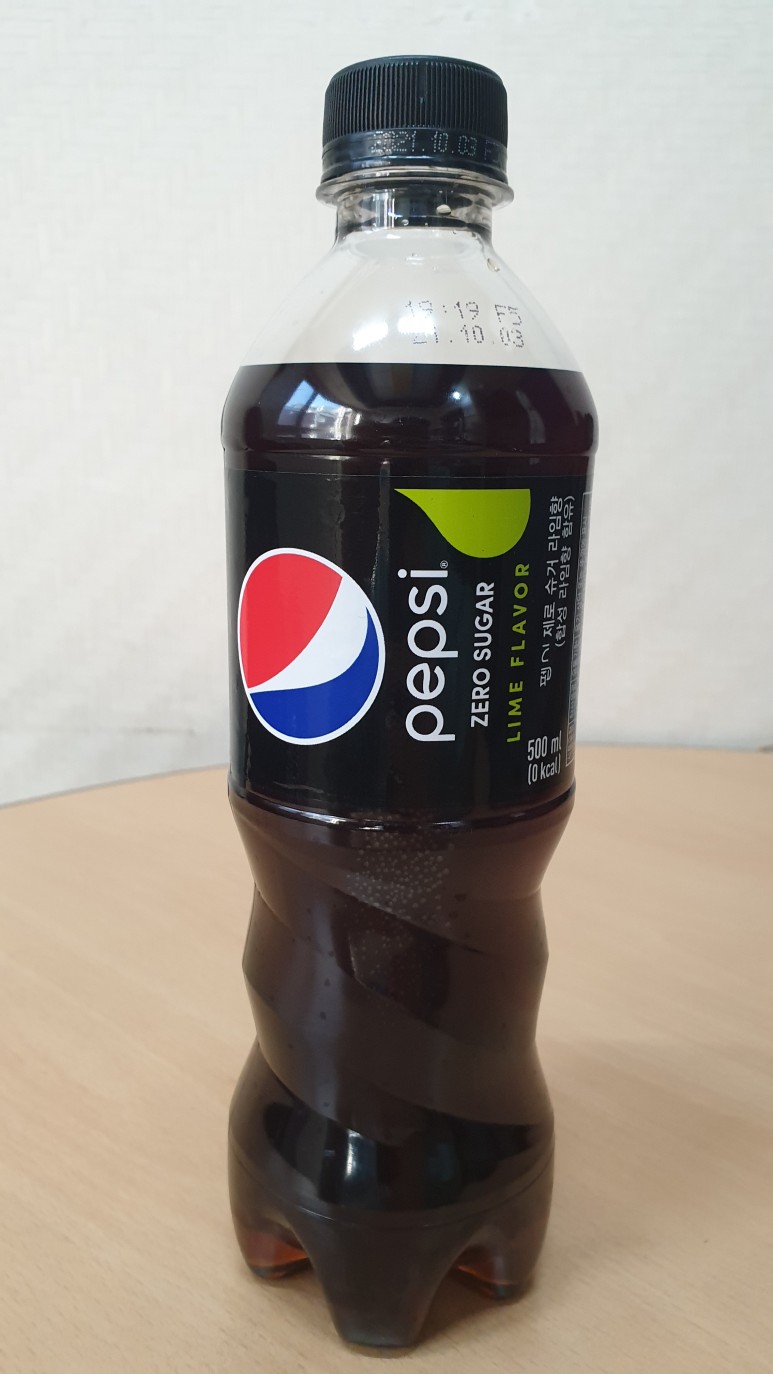 2021.10.03 F
19:19
21.10.03
pepsi®
ZERO SUGAR
LIME FLAVOR
펩시 제로 슈거 라임향
(합성 라임향 함유)
500 ml
(0 kcal)